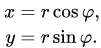 x = r cos φ,
y = r sin φ.